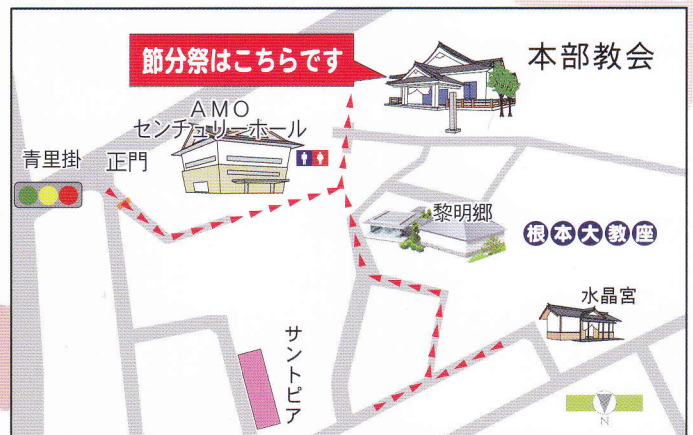 節分祭はこちらです
本部教会
AMO
センチュリーホール
青里掛
正門
黎明郷
根本大教座
水晶宮
サントピア
N